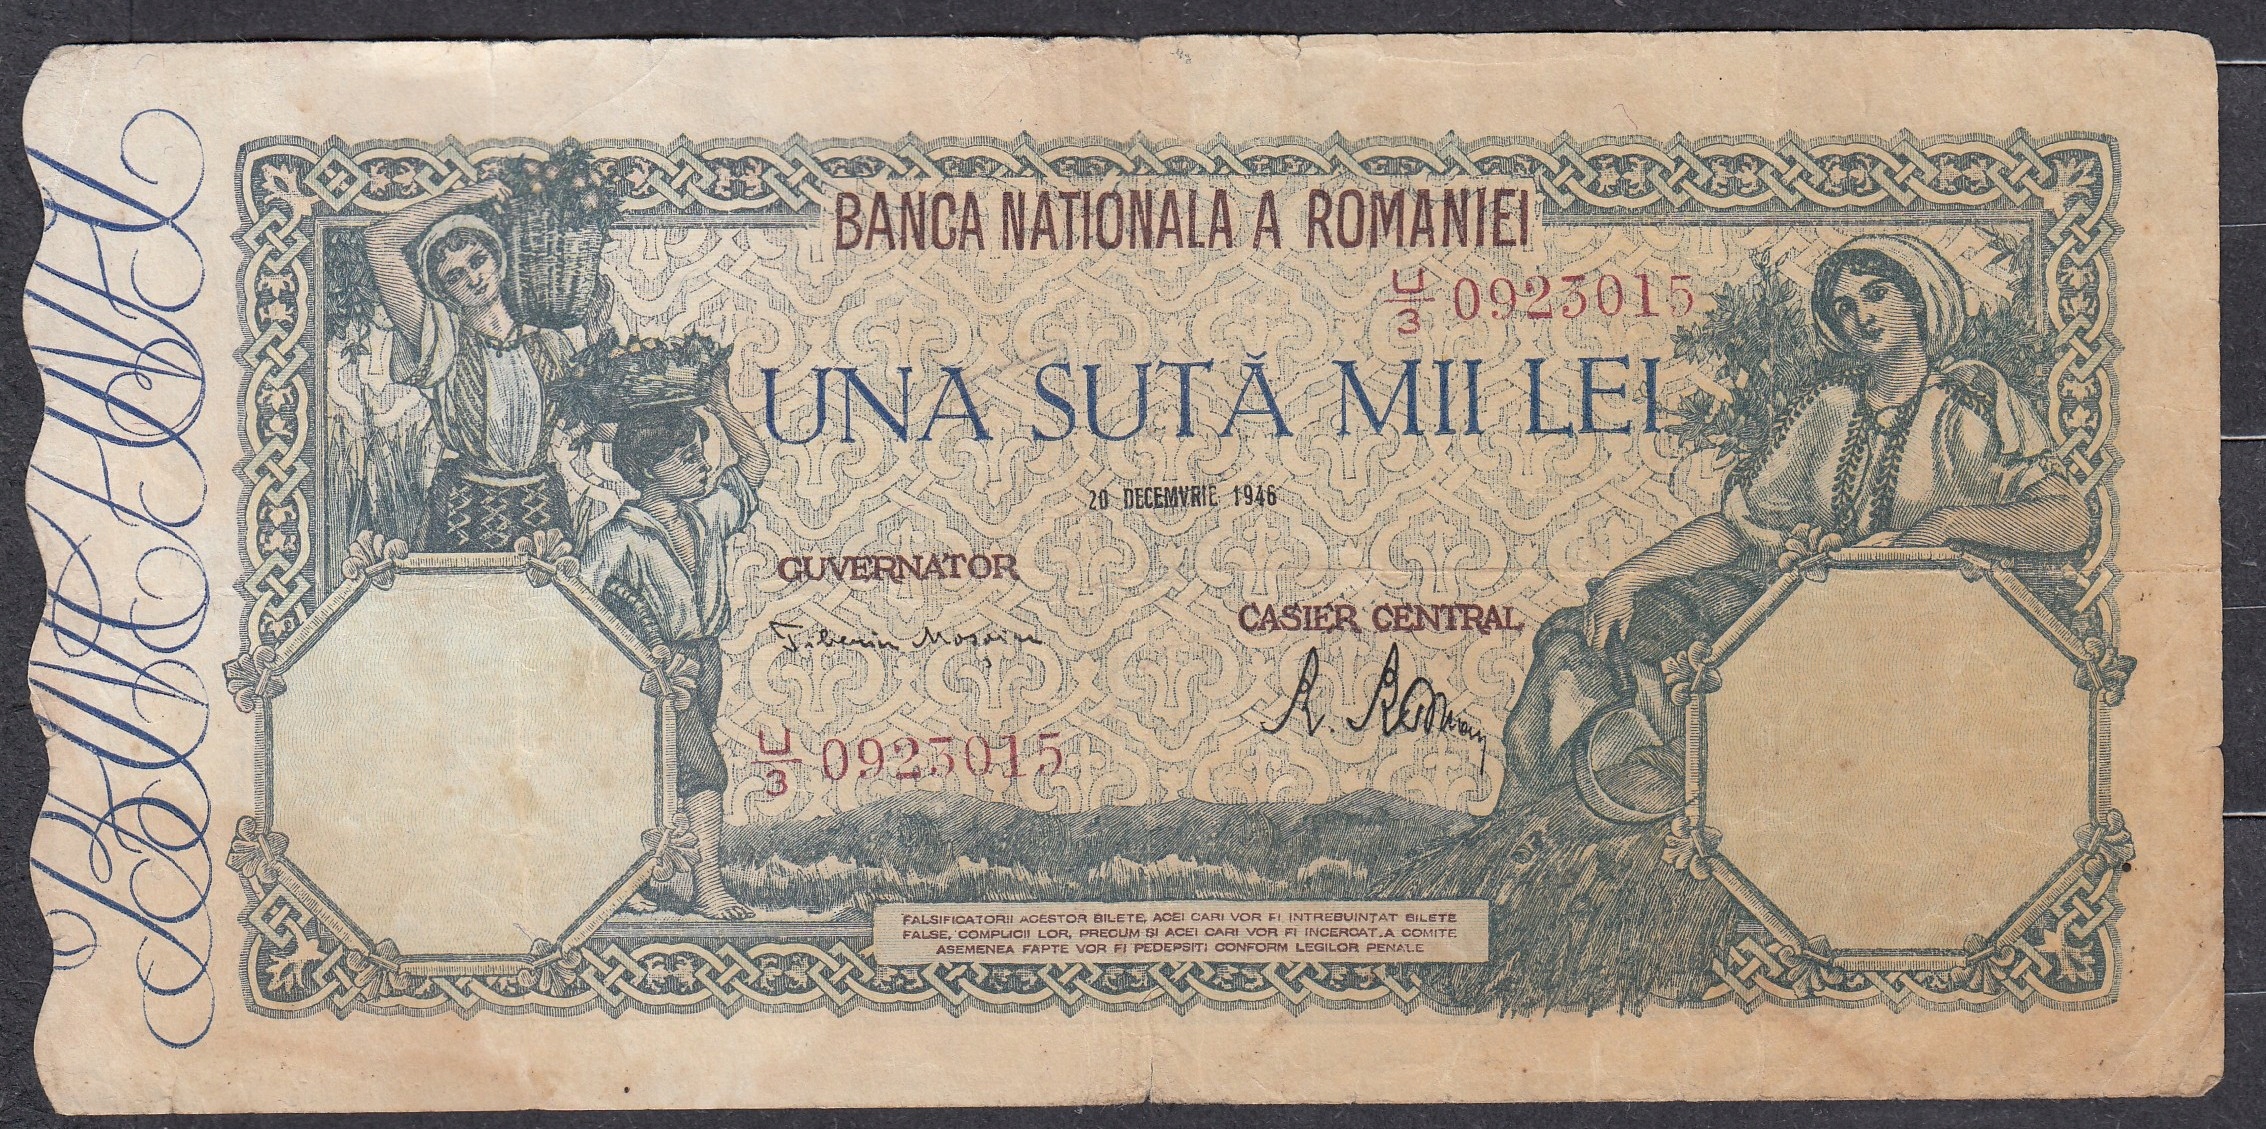 BANCA NATIONALA A ROMANIEI
U/3 0923015
UNA SUTĂ MII LEI
20 DECEMVRIE 1946
GUVERNATOR
CASIER CENTRAL
U/3 0923015
FALSIFICATORII ACESTOR BILETE, ACEI CARI VOR FI INTREBUINȚAT BILETE
FALSE, COMPLICII LOR, PRECUM SI ACEI CARI VOR FI INCERCAT A COMITE
ASEMENEA FAPTE VOR FI PEDEPSITI CONFORM LEGILOR PENALE